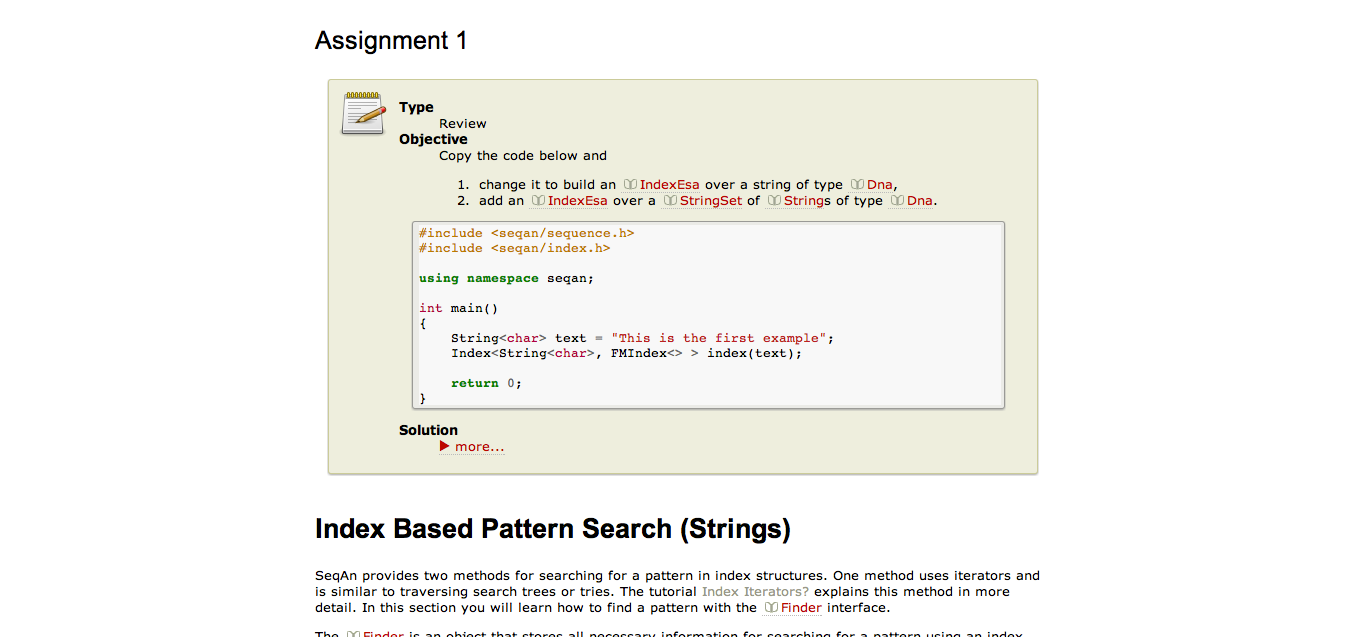 Assignment 1
Type
Review
Objective
Copy the code below and
1. change it to build an IndexEsa over a string of type Dna,
2. add an IndexEsa over a StringSet of Strings of type Dna.
#include <seqan/sequence.h>
#include <seqan/index.h>
using namespace seqan;
int main()
{
String<char> text = "This is the first example";
Index<String<char>, FMIndex<> > index(text);
return 0;
}
Solution
more...
Index Based Pattern Search (Strings)
SeqAn provides two methods for searching for a pattern in index structures. One method uses iterators and
is similar to traversing search trees or tries. The tutorial Index Iterators? explains this method in more
detail. In this section you will learn how to find a pattern with the Finder interface.
The Finder is an object that stores all necessary information for searching for a pattern using an index.